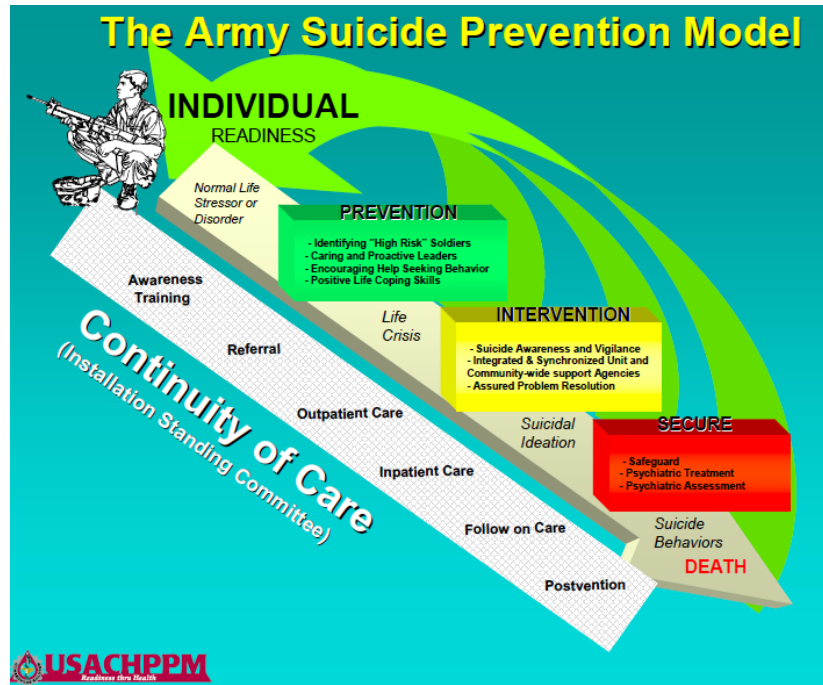 The Army Suicide Prevention Model
INDIVIDUAL
READINESS
Normal Life
Stressor or
Disorder
PREVENTION
- Identifying "High Risk" Soldiers
- Caring and Proactive Leaders
- Encouraging Help Seeking Behavior
- Positive Life Coping Skills
Life
Crisis
INTERVENTION
- Suicide Awareness and Vigilance
- Integrated & Synchronized Unit and
Community-wide support Agencies
- Assured Problem Resolution
Suicidal
Ideation
SECURE
- Safeguard
- Psychiatric Treatment
- Psychiatric Assessment
Suicide
Behaviors
DEATH
Awareness
Training
Referral
Outpatient Care
Inpatient Care
Follow on Care
Postvention
Continuity of Care
(Installation Standing Committee)
USACHPPM
Readiness thru Health